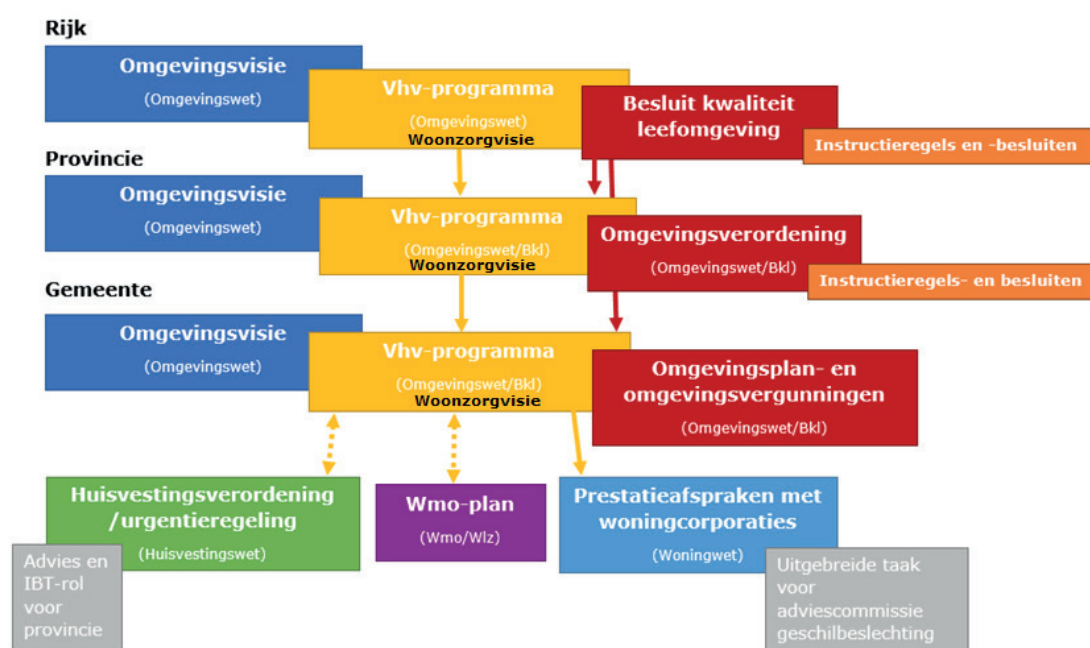 Rijk
Omgevingsvisie
(Omgevingswet)
Vhv-programma
(Omgevingswet)
Woonzorgvisie
Besluit kwaliteit
leefomgeving
Instructieregels en -besluiten
Provincie
Omgevingsvisie
(Omgevingswet)
Vhv-programma
(Omgevingswet/Bkl)
Woonzorgvisie
Omgevingsverordening
(Omgevingswet/Bkl)
Instructieregels- en besluiten
Gemeente
Omgevingsvisie
(Omgevingswet)
Vhv-programma
(Omgevingswet/Bkl)
Woonzorgvisie
Omgevingsplan- en
omgevingsvergunningen
(Omgevingswet/Bkl)
Huisvestingsverordening
/urgentieregeling
(Huisvestingswet)
Advies en
IBT-rol
voor
provincie
Wmo-plan
(Wmo/Wlz)
Prestatieafspraken met
woningcorporaties
(Woningwet)
Uitgebreide taak
voor
adviescommissie
geschilbeslechting